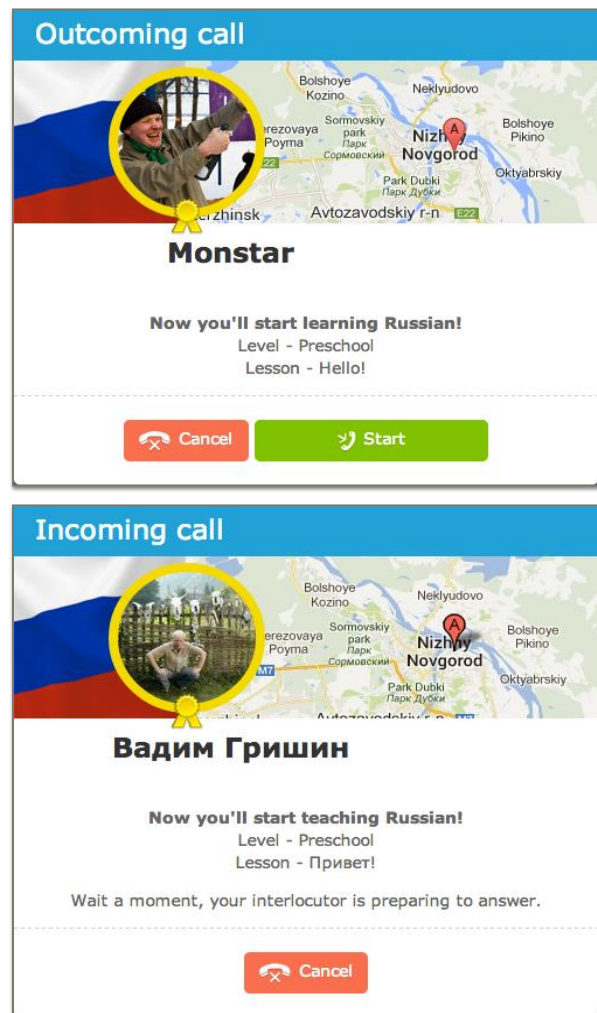 Outcoming call
Bolshoye
Kozino
Neklyudovo
Sormovskiy
park
Парк
Сормовский
erezovaya
Poyma
Nizhny
Novgorod
A
Bolshoye
Pikino
Oktyabrskiy
Park Dubki
Парк Дубки
22
erzhinsk
Avtozavodskiy r-n
E22
Monstar
Now you'll start learning Russian!
Level - Preschool
Lesson - Hello!
Cancel
Start
Incoming call
Bolshoye
Kozino
Neklyudovo
Sormovskiy
park
Парк
Сормовский
erezovaya
Poyma
Nizhny
Novgorod
A
Bolshoye
Pikino
Oktyabrskiy
M7
Park Dubki
Парк Дубки
Avtozavodskiy r-n
Вадим Гришин
Now you'll start teaching Russian!
Level - Preschool
Lesson - Привет!
Wait a moment, your interlocutor is preparing to answer.
Cancel